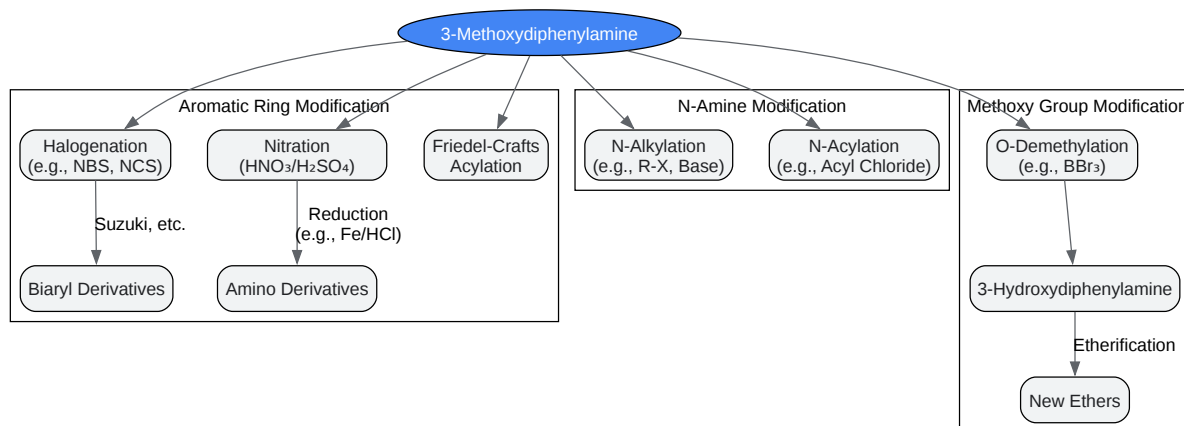 3-Methoxydiphenylamine
Aromatic Ring Modification
Halogenation
(e.g., NBS, NCS)
Nitration
(HNO₃/H₂SO₄)
Friedel-Crafts
Acylation
Suzuki, etc.
Reduction
(e.g., Fe/HCl)
Biaryl Derivatives
Amino Derivatives
N-Amine Modification
N-Alkylation
(e.g., R-X, Base)
N-Acylation
(e.g., Acyl Chloride)
Methoxy Group Modification
O-Demethylation
(e.g., BBr₃)
3-Hydroxydiphenylamine
Etherification
New Ethers